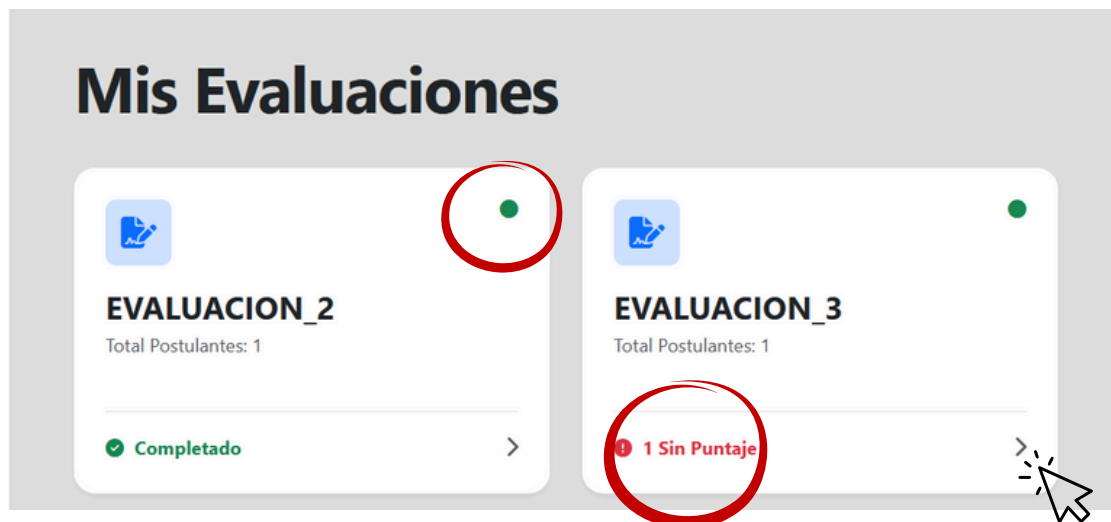 Mis Evaluaciones
EVALUACION_2
Total Postulantes: 1
Completado
EVALUACION_3
Total Postulantes: 1
1 Sin Puntaje